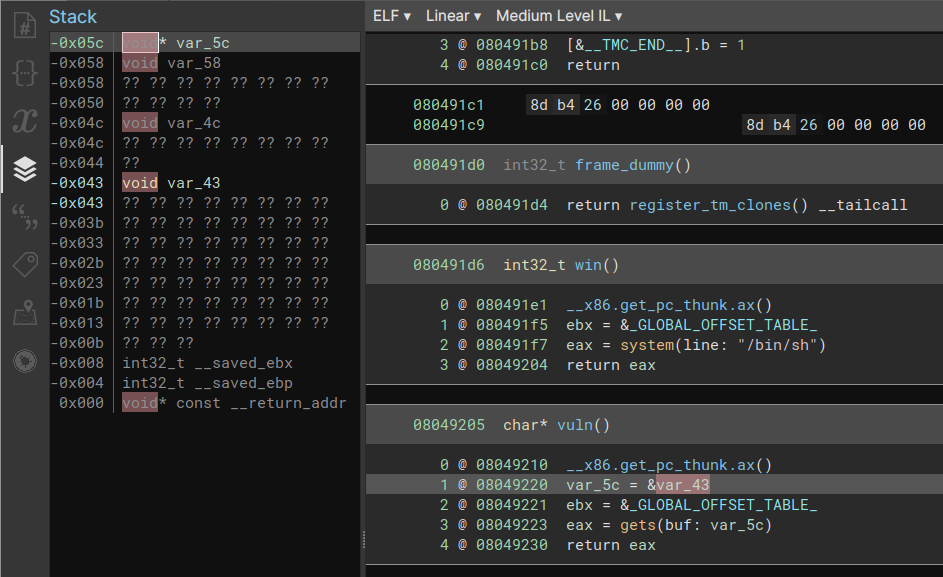 Stack
-0x05c void* var_5c
-0x058 void var_58
-0x058 ?? ?? ?? ?? ?? ?? ?? ??
-0x050 ?? ?? ?? ??
-0x04c void var_4c
-0x04c ?? ?? ?? ?? ?? ?? ?? ??
-0x044 ??
-0x043 void var_43
-0x043 ?? ?? ?? ?? ?? ?? ?? ??
-0x03b ?? ?? ?? ?? ?? ?? ?? ??
-0x033 ?? ?? ?? ?? ?? ?? ?? ??
-0x02b ?? ?? ?? ?? ?? ?? ?? ??
-0x023 ?? ?? ?? ?? ?? ?? ?? ??
-0x01b ?? ?? ?? ?? ?? ?? ?? ??
-0x013 ?? ?? ?? ?? ?? ?? ?? ??
-0x00b ?? ?? ??
-0x008 int32_t __saved_ebx
-0x004 int32_t __saved_ebp
0x000 void* const __return_addr
ELF ▾ Linear ▾ Medium Level IL ▾
3 @ 080491b8 [&__TMC_END__].b = 1
4 @ 080491c0 return
080491c1 8d b4 26 00 00 00 00
080491c9 8d b4 26 00 00 00 00
080491d0 int32_t frame_dummy()
0 @ 080491d4 return register_tm_clones() __tailcall
080491d6 int32_t win()
0 @ 080491e1 __x86.get_pc_thunk.ax()
1 @ 080491f5 ebx = &_GLOBAL_OFFSET_TABLE_
2 @ 080491f7 eax = system(line: "/bin/sh")
3 @ 08049204 return eax
08049205 char* vuln()
0 @ 08049210 __x86.get_pc_thunk.ax()
1 @ 08049220 var_5c = &var_43
2 @ 08049221 ebx = &_GLOBAL_OFFSET_TABLE_
3 @ 08049223 eax = gets(buf: var_5c)
4 @ 08049230 return eax